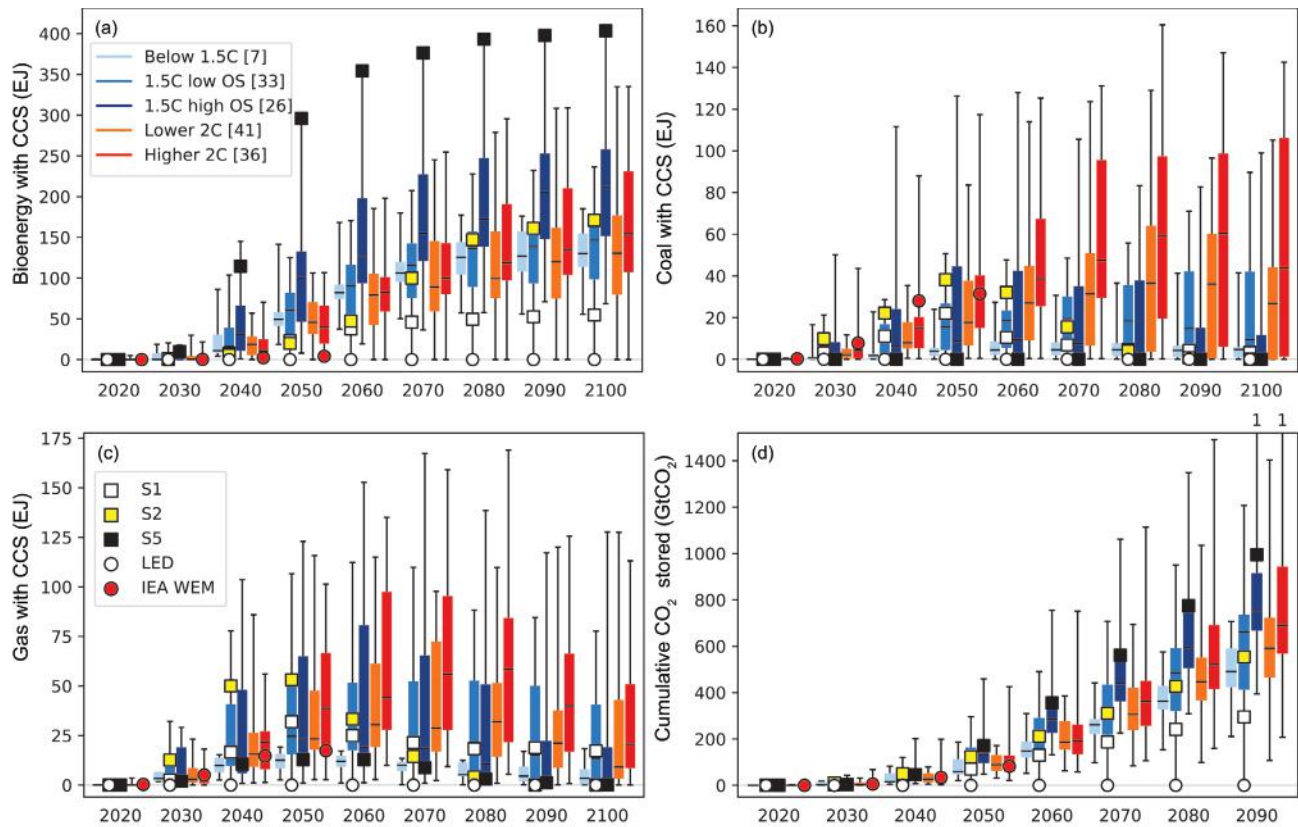 (a)
Bioenergy with CCS (EJ)
400
350
300
250
200
150
100
50
0
Below 1.5C [7]
1.5C low OS [33]
1.5C high OS [26]
Lower 2C [41]
Higher 2C [36]
2020 2030 2040 2050 2060 2070 2080 2090 2100
(b)
Coal with CCS (EJ)
160
140
120
100
80
60
40
20
0
2020 2030 2040 2050 2060 2070 2080 2090 2100
(c)
Gas with CCS (EJ)
175
150
125
100
75
50
25
0
S1
S2
S5
LED
IEA WEM
2020 2030 2040 2050 2060 2070 2080 2090 2100
1 1
(d)
Cumulative CO₂ stored (GtCO₂)
1400
1200
1000
800
600
400
200
0
2020 2030 2040 2050 2060 2070 2080 2090